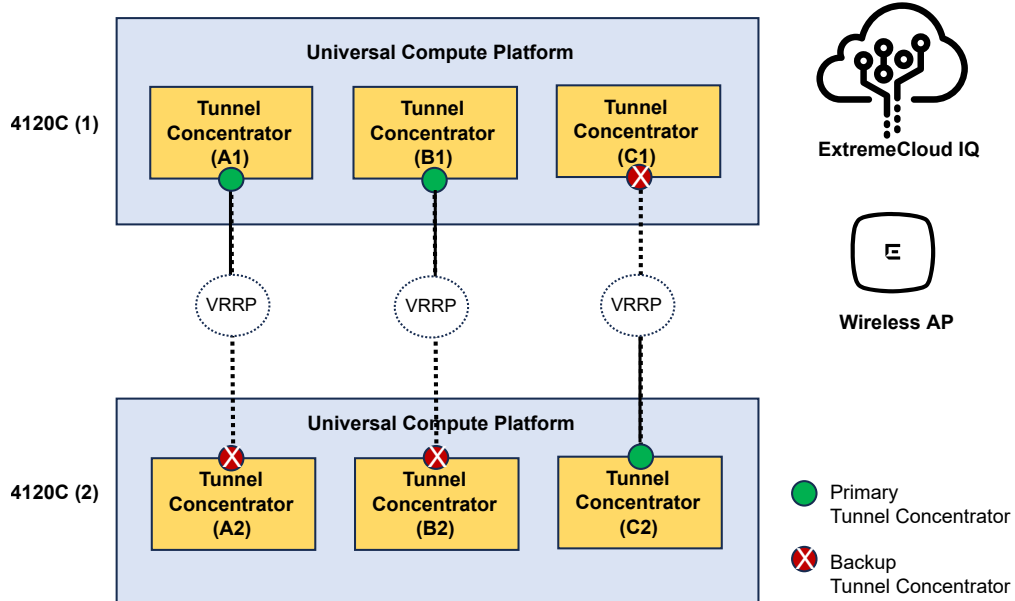 Universal Compute Platform
4120C (1)
Tunnel
Concentrator
(A1)
Tunnel
Concentrator
(B1)
Tunnel
Concentrator
(C1)
ExtremeCloud IQ
E
Wireless AP
VRRP
VRRP
VRRP
Universal Compute Platform
4120C (2)
Tunnel
Concentrator
(A2)
Tunnel
Concentrator
(B2)
Tunnel
Concentrator
(C2)
Primary
Tunnel Concentrator
Backup
Tunnel Concentrator